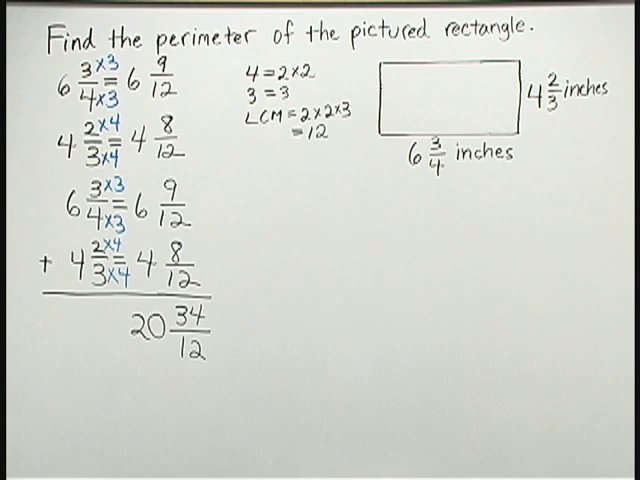 Find the perimeter of the pictured rectangle.
6 3×3/4×3 = 6 9/12
4 2×4/3×4 = 4 8/12
6 3×3/4×3 = 6 9/12
+ 4 2×4/3×4 = 4 8/12
20 34/12
4 = 2×2
3 = 3
LCM = 2×2×3
= 12
4 2/3 inches
6 3/4 inches